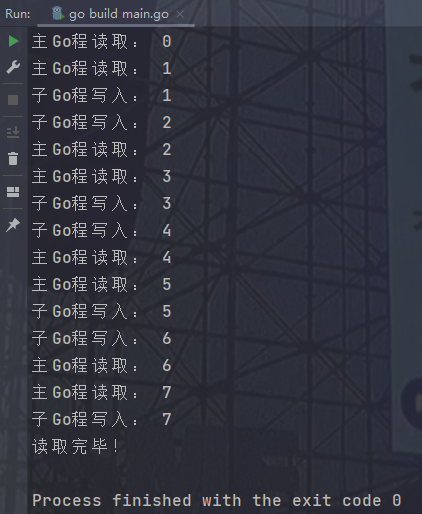 Run: go build main.go
主Go程读取： 0
主Go程读取： 1
子Go程写入： 1
子Go程写入： 2
主Go程读取： 2
主Go程读取： 3
子Go程写入： 3
子Go程写入： 4
主Go程读取： 4
主Go程读取： 5
子Go程写入： 5
子Go程写入： 6
主Go程读取： 6
主Go程读取： 7
子Go程写入： 7
读取完毕！
Process finished with the exit code 0